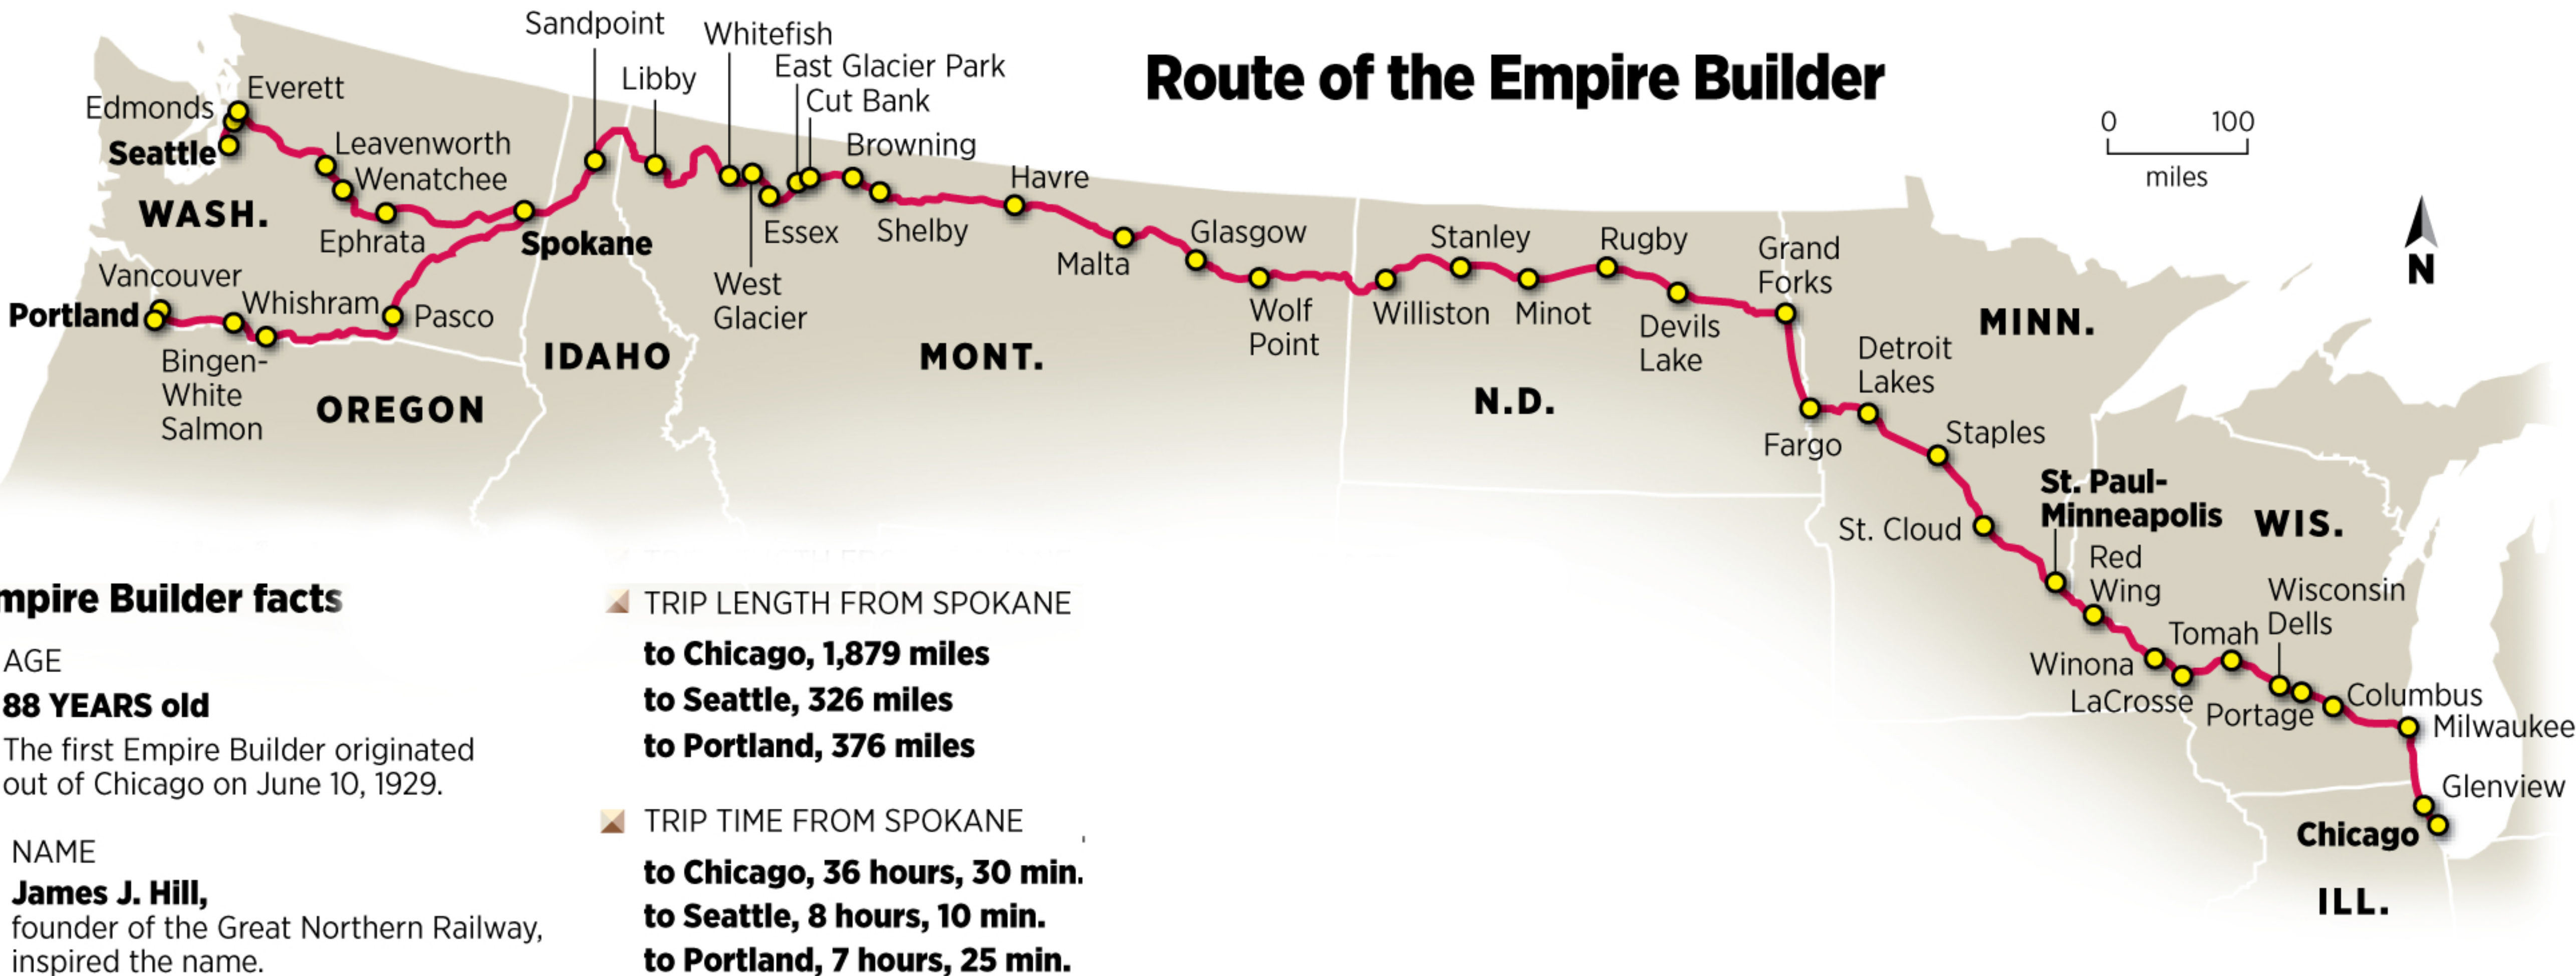 Route of the Empire Builder
0 100
miles
N
Sandpoint
Whitefish
Libby
East Glacier Park
Cut Bank
Everett
Edmonds
Seattle
Leavenworth
Wenatchee
WASH.
Ephrata
Spokane
Browning
Havre
Essex
Shelby
West
Glacier
Malta
Glasgow
Wolf
Point
Williston
Stanley
Minot
Rugby
Devils
Lake
Grand
Forks
Vancouver
Portland
Whishram
Pasco
Bingen-
White
Salmon
OREGON
IDAHO
MONT.
N.D.
MINN.
Detroit
Lakes
Fargo
Staples
St. Cloud
St. Paul-
Minneapolis
WIS.
Red
Wing
Wisconsin
Dells
Tomah
Winona
LaCrosse
Portage
Columbus
Milwaukee
Glenview
Chicago
ILL.
mpire Builder facts
AGE
88 YEARS old
The first Empire Builder originated
out of Chicago on June 10, 1929.
NAME
James J. Hill,
founder of the Great Northern Railway,
inspired the name.
TRIP LENGTH FROM SPOKANE
to Chicago, 1,879 miles
to Seattle, 326 miles
to Portland, 376 miles
TRIP TIME FROM SPOKANE
to Chicago, 36 hours, 30 min.
to Seattle, 8 hours, 10 min.
to Portland, 7 hours, 25 min.